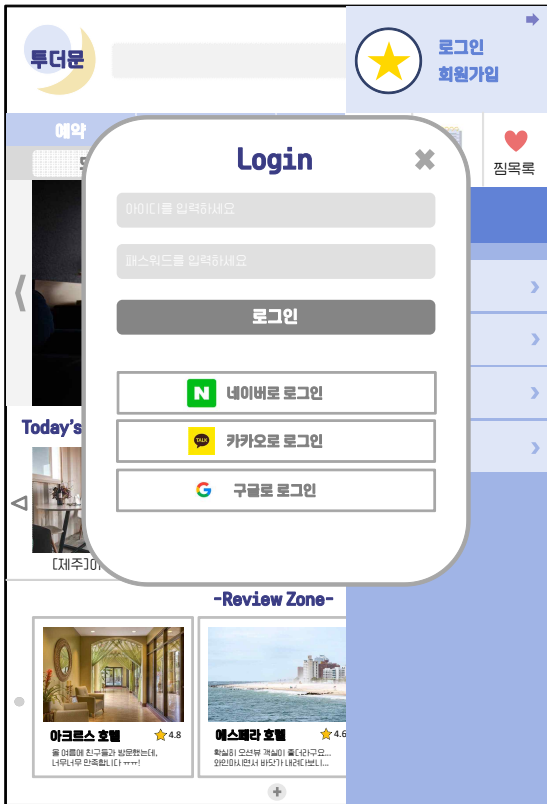 투더문
로그인
회원가입
예약
찜목록
Login
아이디를 입력하세요
패스워드를 입력하세요
로그인
N 네이버로 로그인
TALK 카카오로 로그인
G 구글로 로그인
Today's
[제주]아
-Review Zone-
아크르스 호텔 4.8
올 여름에 친구들과 방문했는데,
너무너무 만족합니다 ㅠㅠ!
에스페라 호텔 4.6
확실히 오션뷰 객실이 좋더라구요...
와인마시면서 바닷가 내려다보니...